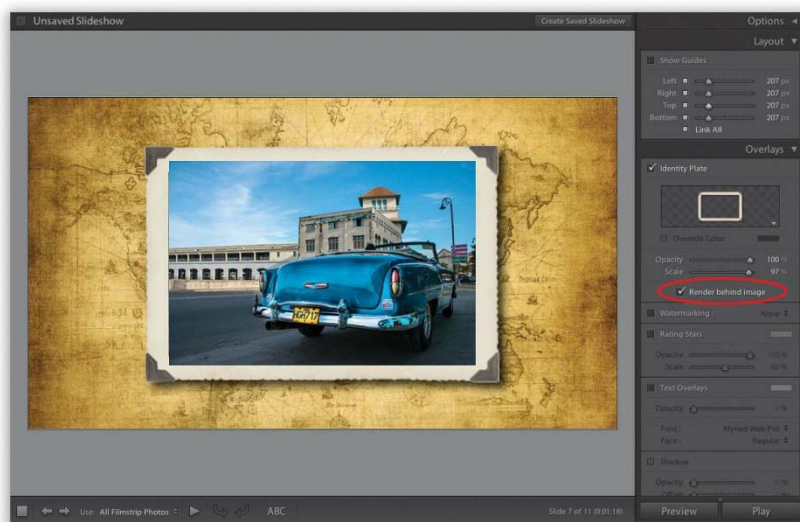 Unsaved Slideshow
Create Saved Slideshow
Options
Layout
Show Guides
Left 207 px
Right 207 px
Top 207 px
Bottom 207 px
Link All
Overlays
Identity Plate
Override Color
Opacity 100 %
Scale 97 %
Render behind image
Watermarking : None
Rating Stars
Opacity 100 %
Scale
Text Overlays
Opacity
Font : Myriad Web Pro
Face : Regular
Shadow
Opacity
Offset
Use: All Filmstrip Photos
ABC
Slide 7 of 11 (0:01:18)
Preview
Play